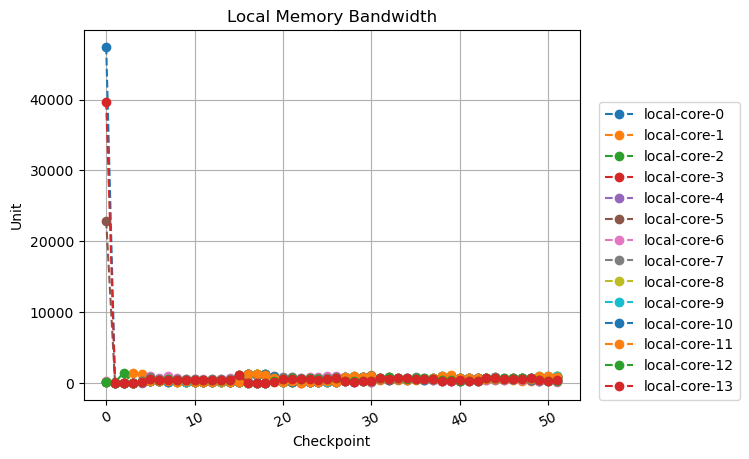 Local Memory Bandwidth
Unit
40000
30000
20000
10000
0
0
10
20
30
40
50
Checkpoint
local-core-0
local-core-1
local-core-2
local-core-3
local-core-4
local-core-5
local-core-6
local-core-7
local-core-8
local-core-9
local-core-10
local-core-11
local-core-12
local-core-13